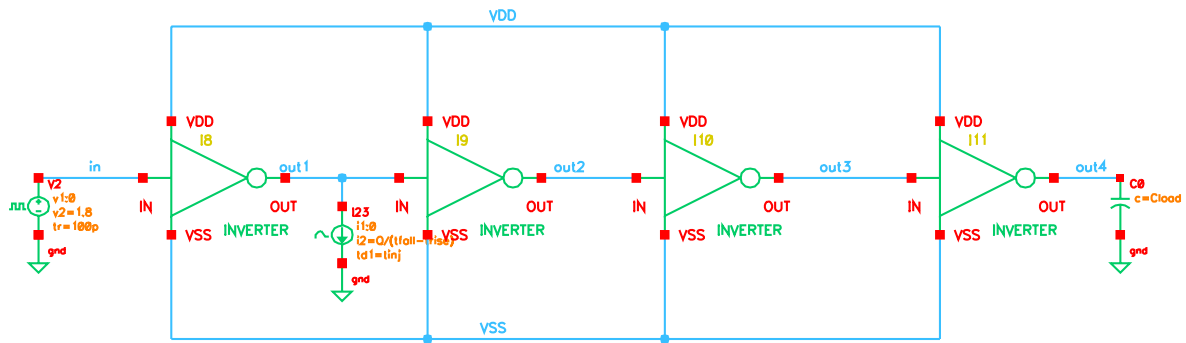 VDD
VDD
VDD
VDD
VDD
I8
I9
I10
I11
in
out1
out2
out3
out4
V2
v1:0
v2=1.8
tr=100p
gnd
IN
OUT
VSS
INVERTER
I23
i1:0
i2=Q/(tfall-trise)
td1=tinj
gnd
IN
OUT
VSS
INVERTER
IN
OUT
VSS
INVERTER
IN
OUT
VSS
INVERTER
C0
c=Cload
gnd
VSS